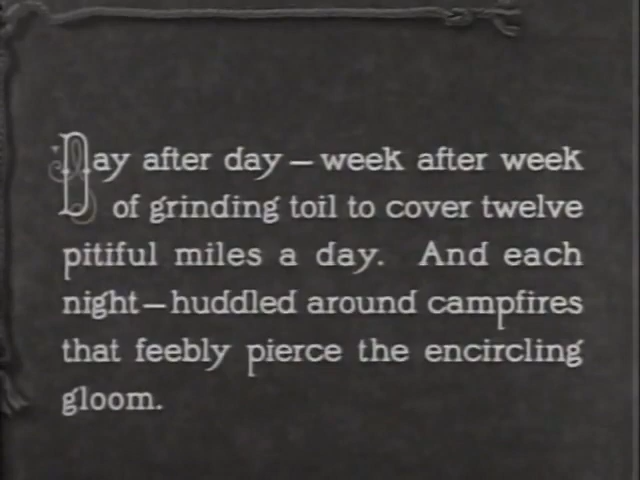 Day after day – week after week
of grinding toil to cover twelve
pitiful miles a day. And each
night – huddled around campfires
that feebly pierce the encircling
gloom.